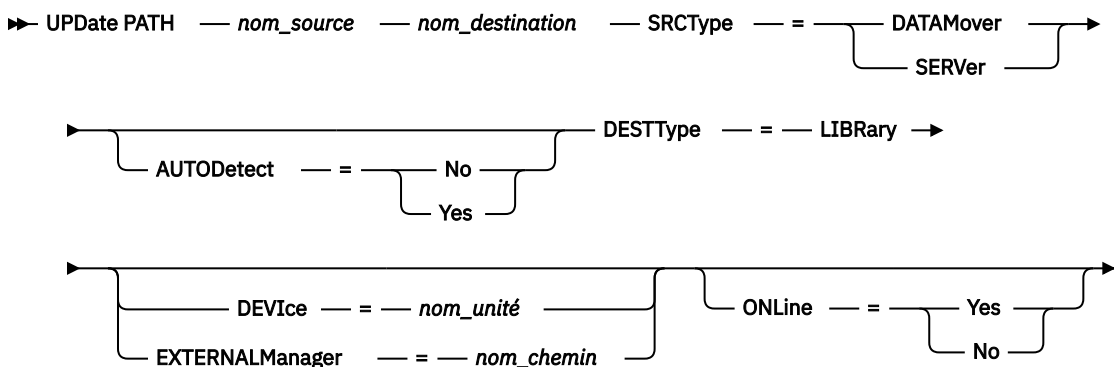 UPDate PATH nom_source nom_destination SRCType = DATAMover
SERVer
AUTODetect = No
Yes
DESTType = LIBRary
DEVIce = nom_unité
EXTERNALManager = nom_chemin
ONLine = Yes
No